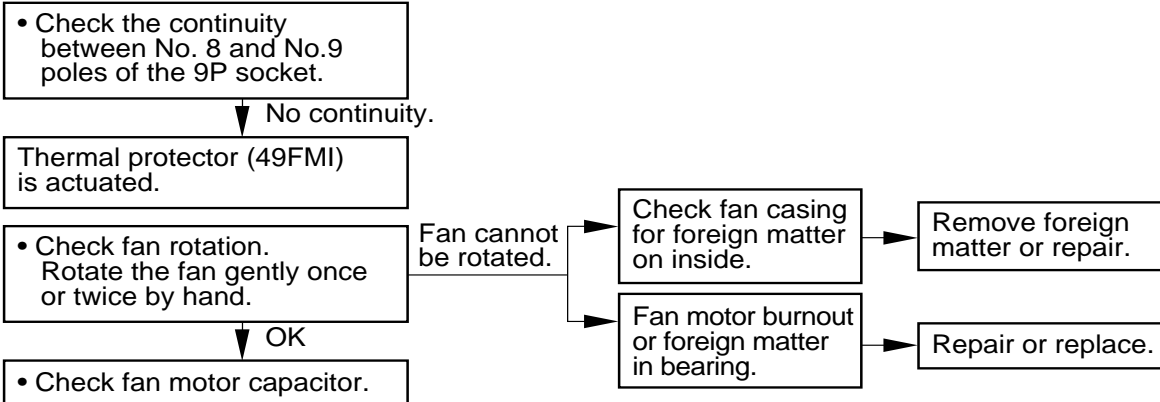 • Check the continuity
between No. 8 and No.9
poles of the 9P socket.
No continuity.
Thermal protector (49FMI)
is actuated.
• Check fan rotation.
Rotate the fan gently once
or twice by hand.
Fan cannot
be rotated.
Check fan casing
for foreign matter
on inside.
Remove foreign
matter or repair.
Fan motor burnout
or foreign matter
in bearing.
Repair or replace.
OK
• Check fan motor capacitor.